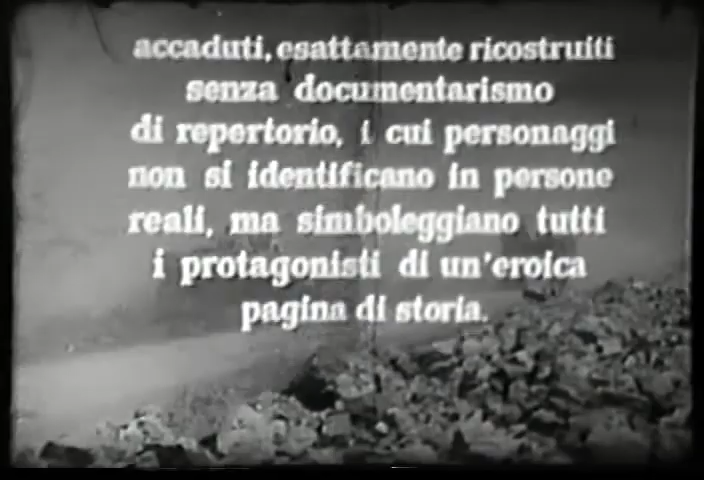 accaduti, esattamente ricostruiti
senza documentarismo
di repertorio, i cui personaggi
non si identificano in persone
reali, ma simboleggiano tutti
i protagonisti di un'eroica
pagina di storia.